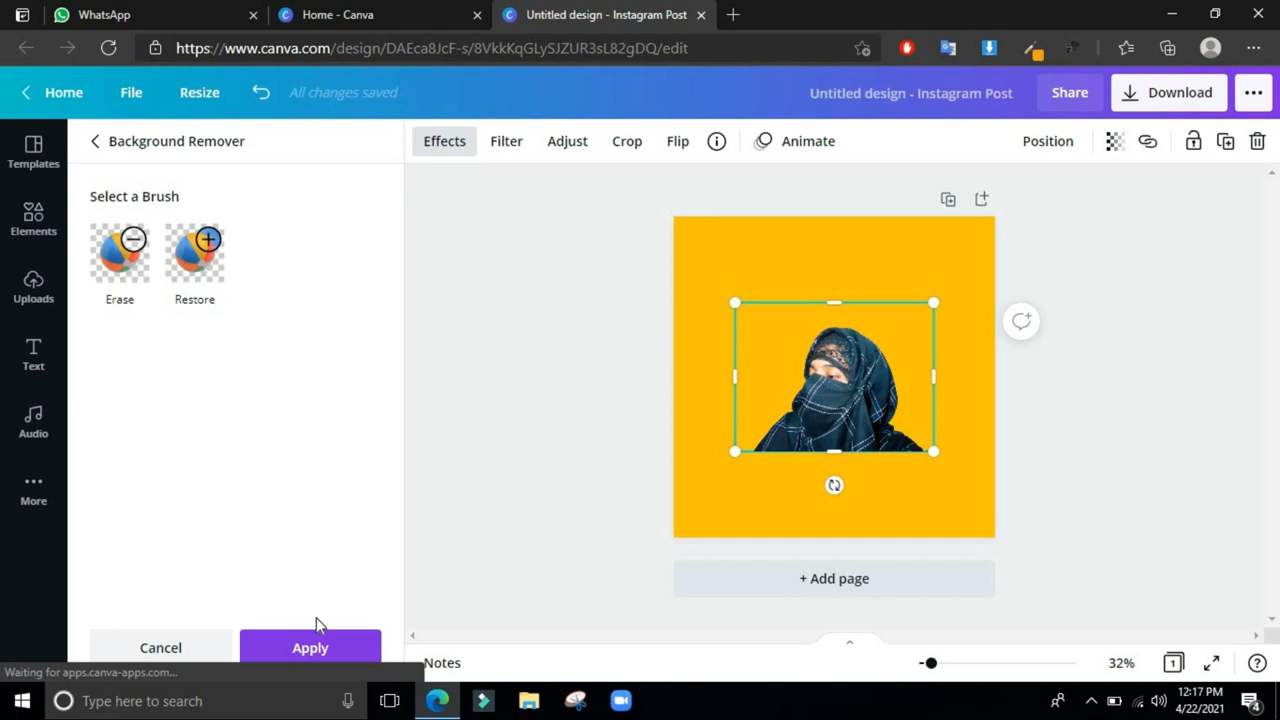 WhatsApp
Home - Canva
Untitled design - Instagram Post
https://www.canva.com/design/DAEca8JcF-s/8VkkKqGLySJZUR3sL82gDQ/edit
Home
File
Resize
All changes saved
Untitled design - Instagram Post
Share
Download
Templates
Elements
Uploads
Text
Audio
More
Background Remover
Select a Brush
Erase
Restore
Cancel
Apply
Waiting for apps.canva-apps.com...
Effects
Filter
Adjust
Crop
Flip
Animate
Position
+ Add page
Notes
32%
1
Type here to search
12:17 PM
4/22/2021
4